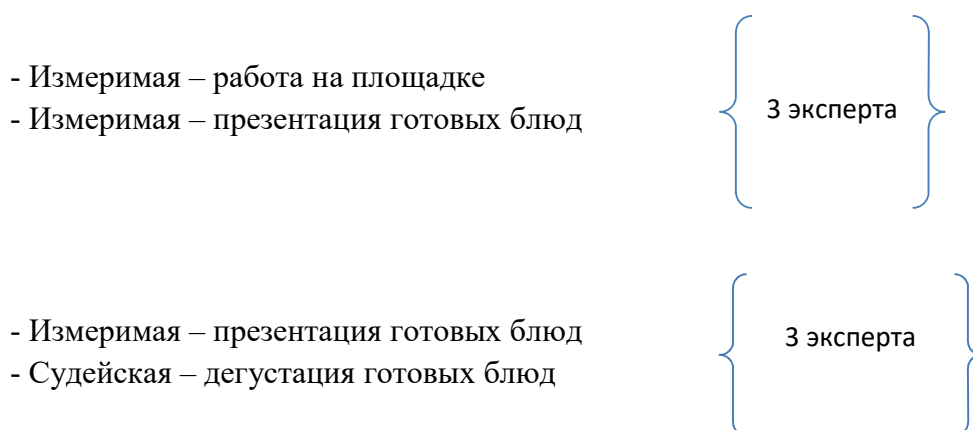 - Измеримая – работа на площадке
- Измеримая – презентация готовых блюд
3 эксперта
- Измеримая – презентация готовых блюд
- Судейская – дегустация готовых блюд
3 эксперта